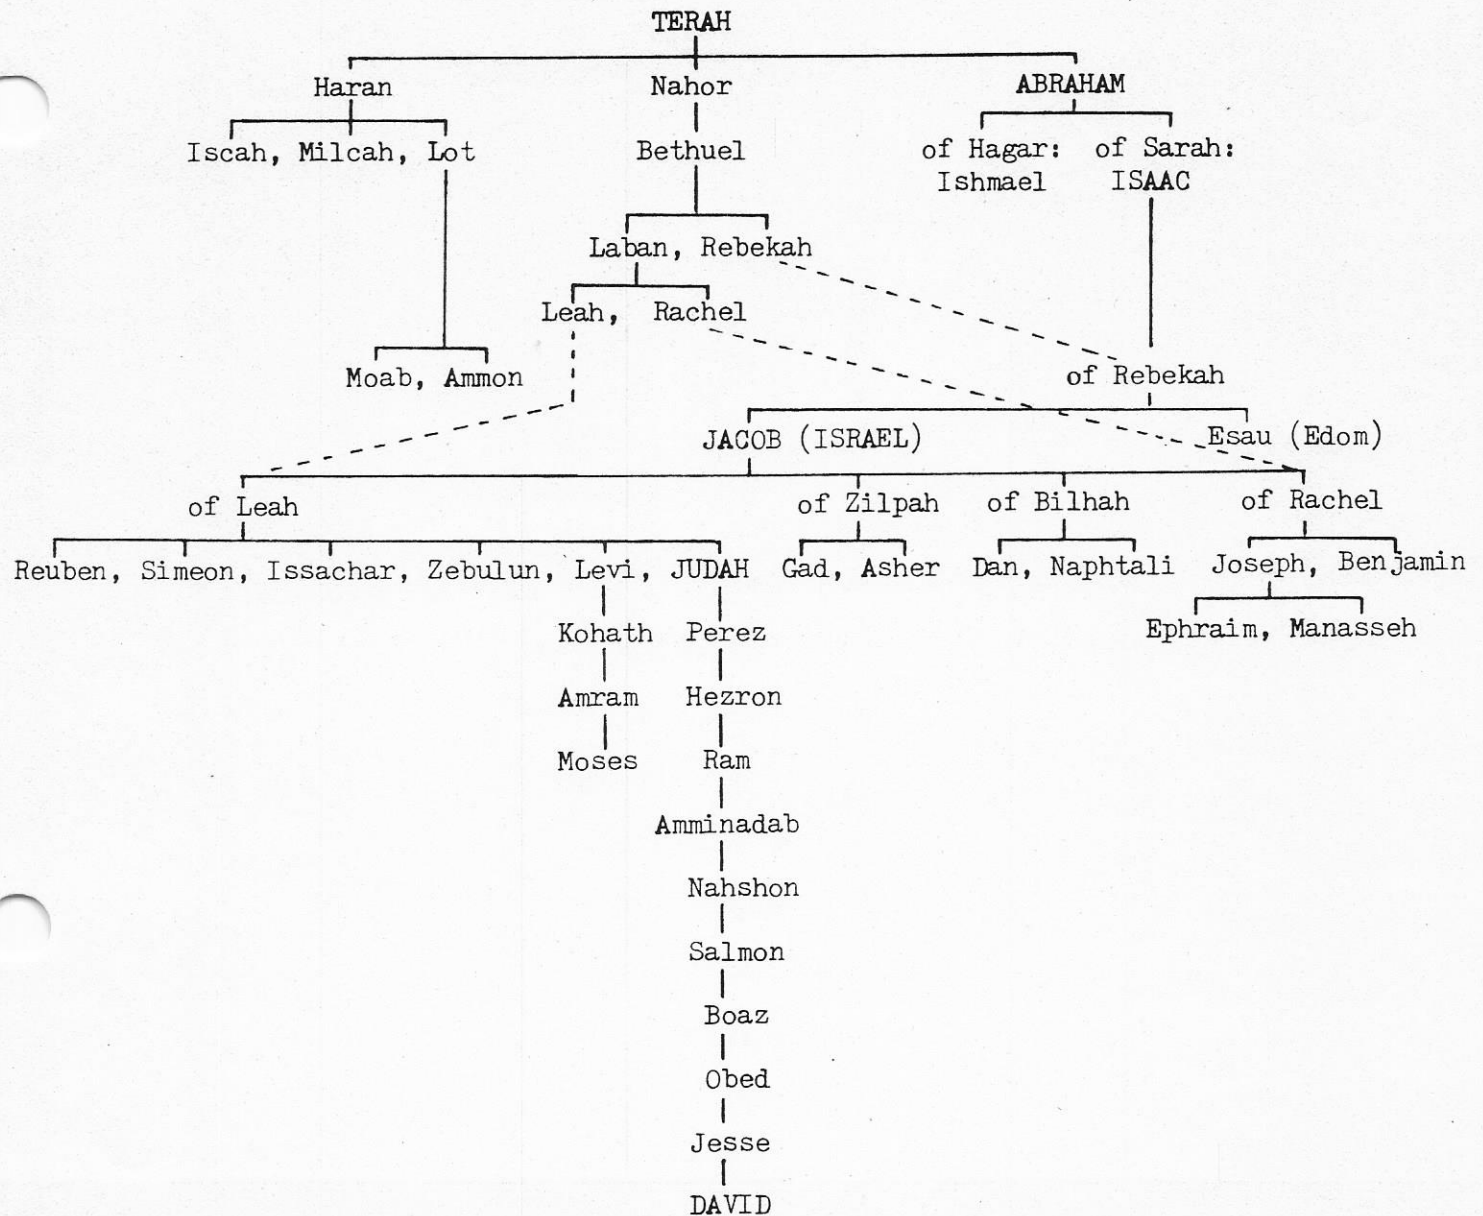 TERAH
Haran Nahor ABRAHAM
Iscah, Milcah, Lot Bethuel of Hagar: of Sarah:
Ishmael ISAAC
Laban, Rebekah
Leah, Rachel
Moab, Ammon of Rebekah
JACOB (ISRAEL) Esau (Edom)
of Leah of Zilpah of Bilhah of Rachel
Reuben, Simeon, Issachar, Zebulun, Levi, JUDAH Gad, Asher Dan, Naphtali Joseph, Benjamin
Kohath Perez Ephraim, Manasseh
Amram Hezron
Moses Ram
Amminadab
Nahshon
Salmon
Boaz
Obed
Jesse
DAVID